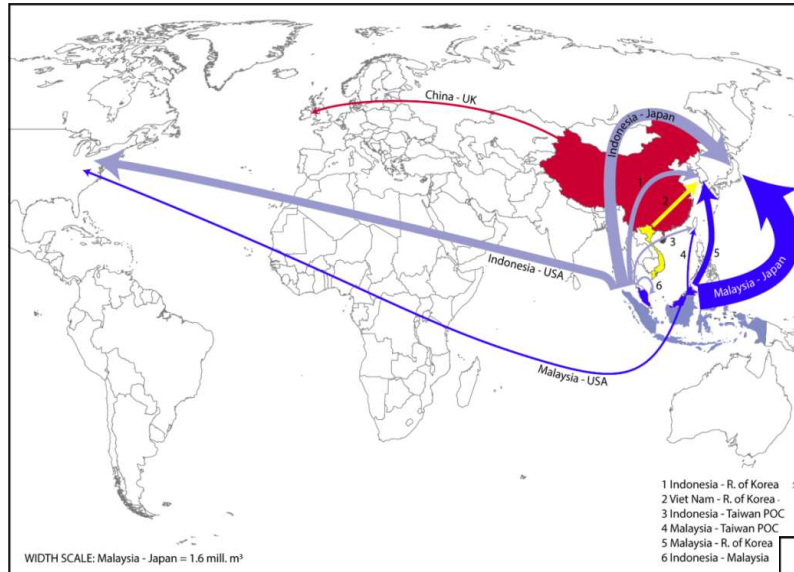 China - UK
Indonesia - Japan
1
2
3
4
5
6
Indonesia - USA
Malaysia - Japan
Malaysia - USA
1 Indonesia - R. of Korea
2 Viet Nam - R. of Korea -
3 Indonesia - Taiwan POC
4 Malaysia - Taiwan POC
5 Malaysia - R. of Korea
6 Indonesia - Malaysia
WIDTH SCALE: Malaysia - Japan = 1.6 mill. m³